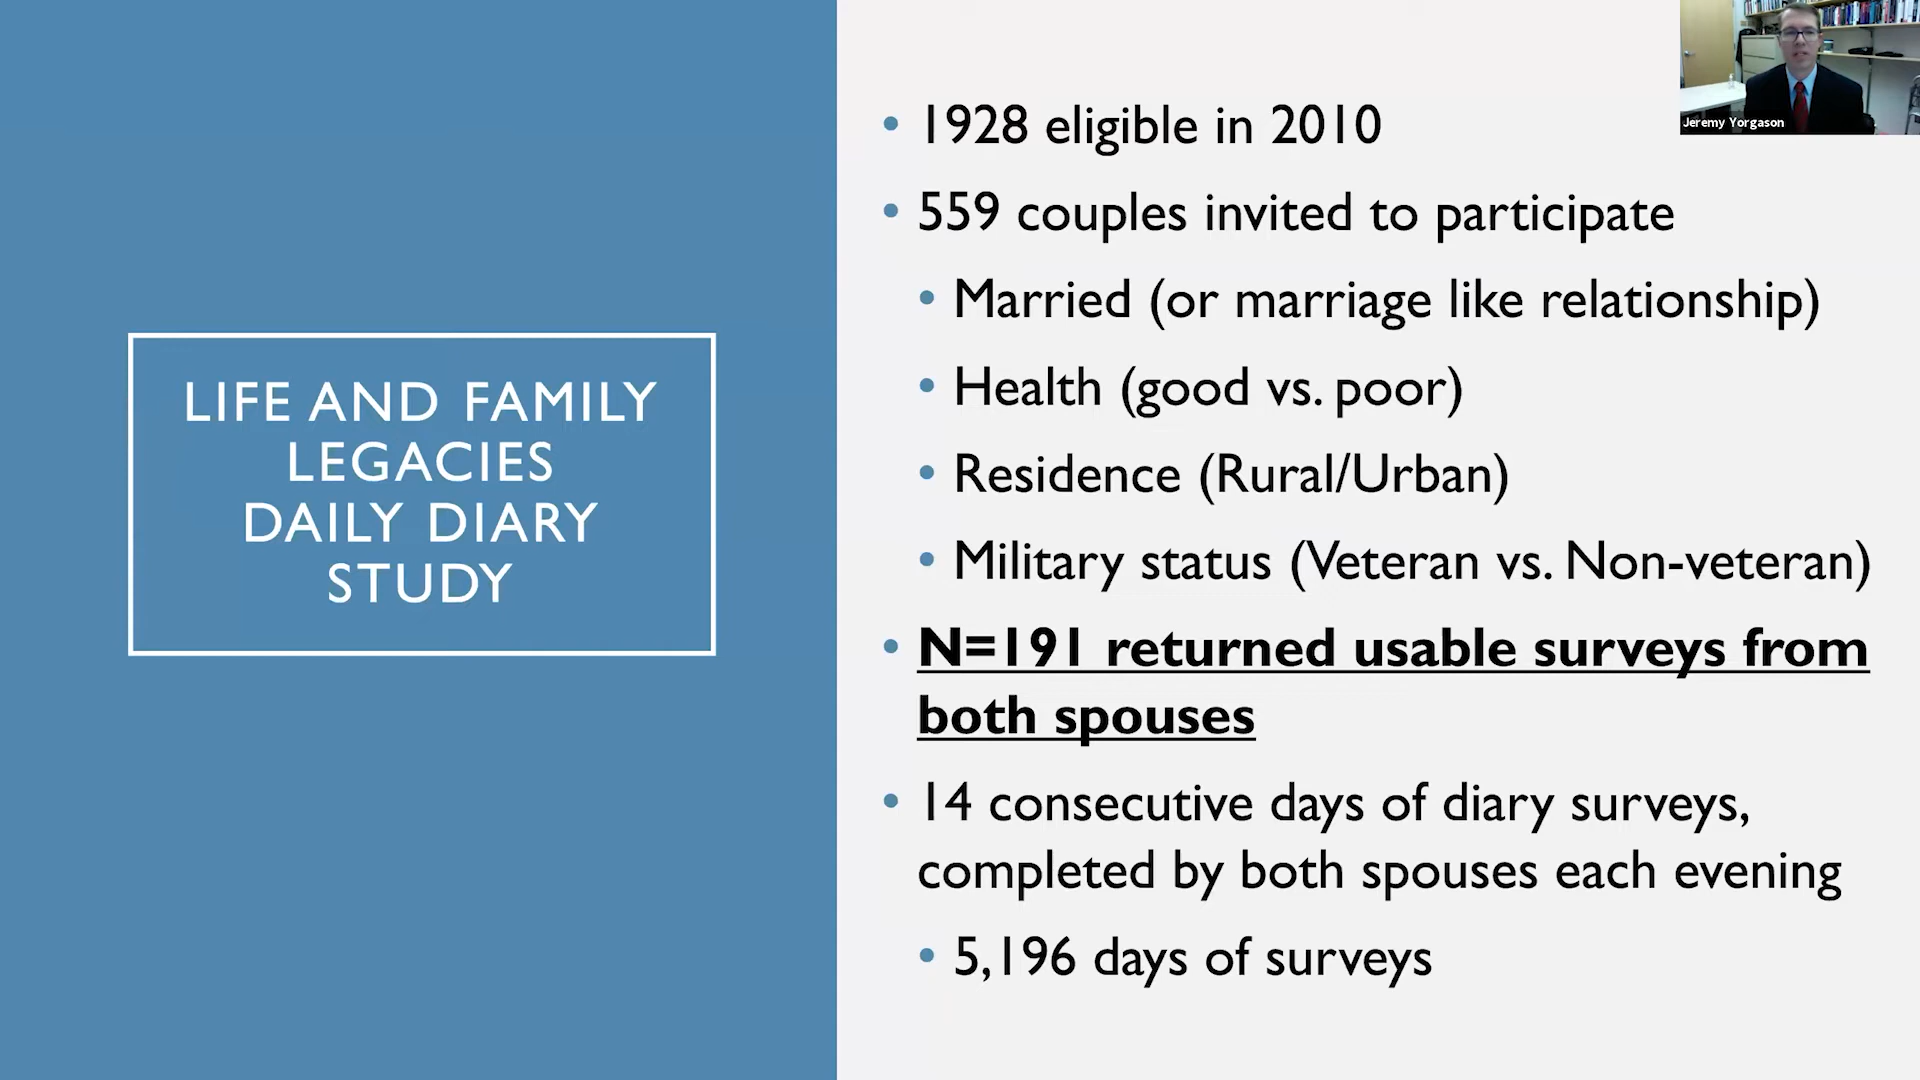 LIFE AND FAMILY
LEGACIES
DAILY DIARY
STUDY
• 1928 eligible in 2010
• 559 couples invited to participate
• Married (or marriage like relationship)
• Health (good vs. poor)
• Residence (Rural/Urban)
• Military status (Veteran vs. Non-veteran)
• N=191 returned usable surveys from
both spouses
• 14 consecutive days of diary surveys,
completed by both spouses each evening
• 5,196 days of surveys
Jeremy Yorgason